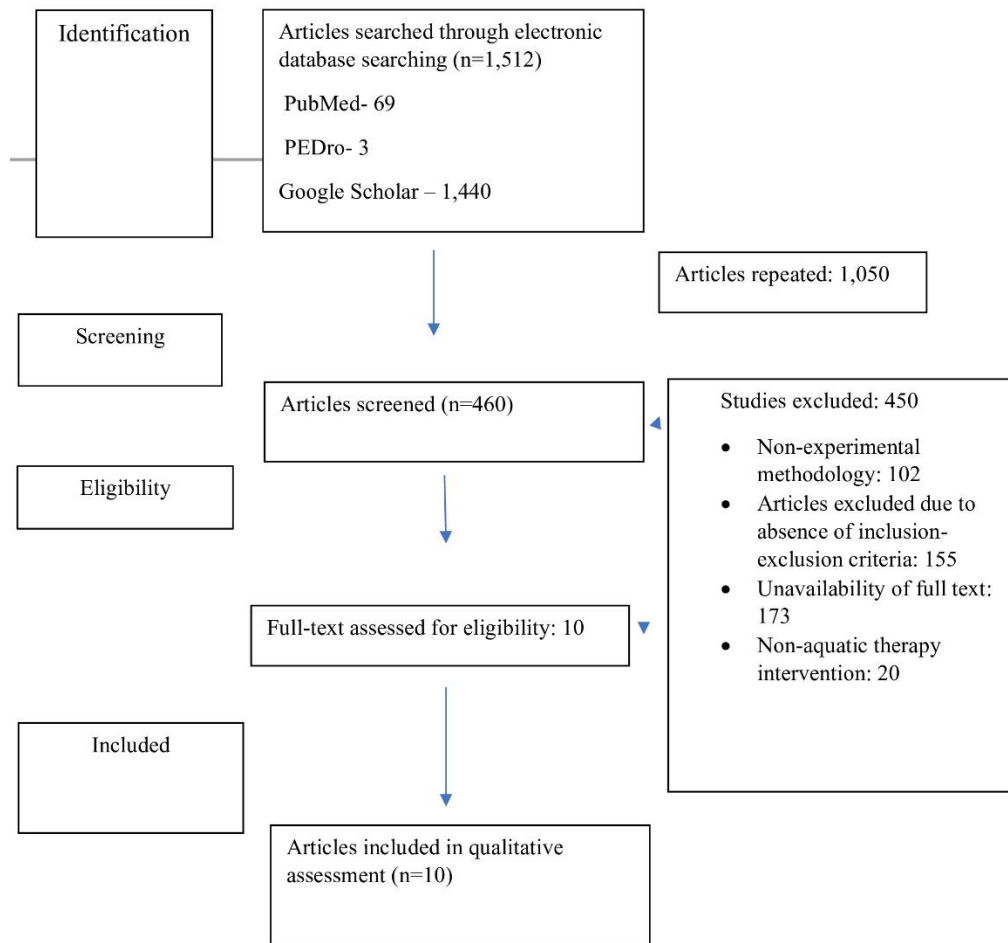 Identification
Articles searched through electronic
database searching (n=1,512)
PubMed- 69
PEDro- 3
Google Scholar – 1,440
Articles repeated: 1,050
Screening
Articles screened (n=460)
Studies excluded: 450
• Non-experimental
methodology: 102
• Articles excluded due to
absence of inclusion-
exclusion criteria: 155
• Unavailability of full text:
173
• Non-aquatic therapy
intervention: 20
Eligibility
Full-text assessed for eligibility: 10
Included
Articles included in qualitative
assessment (n=10)